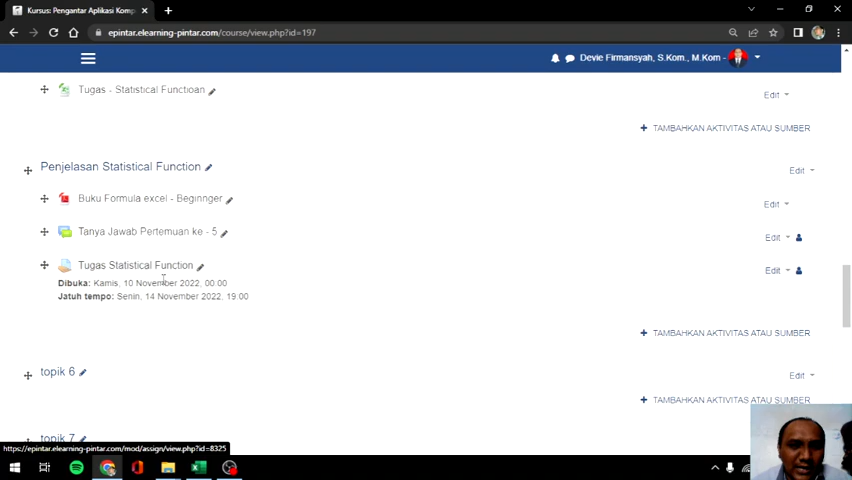 Kursus: Pengantar Aplikasi Komp
epintar.elearning-pintar.com/course/view.php?id=197
Devie Firmansyah, S.Kom., M.Kom -
Tugas - Statistical Functioan
Edit
TAMBAHKAN AKTIVITAS ATAU SUMBER
Penjelasan Statistical Function
Edit
Buku Formula excel - Beginnger
Edit
Tanya Jawab Pertemuan ke - 5
Edit
Tugas Statistical Function
Edit
Dibuka: Kamis, 10 November 2022, 00:00
Jatuh tempo: Senin, 14 November 2022, 19:00
TAMBAHKAN AKTIVITAS ATAU SUMBER
topik 6
Edit
TAMBAHKAN AKTIVITAS ATAU SUMBER
topik 7
https://epintar.elearning-pintar.com/mod/assign/view.php?id=8325